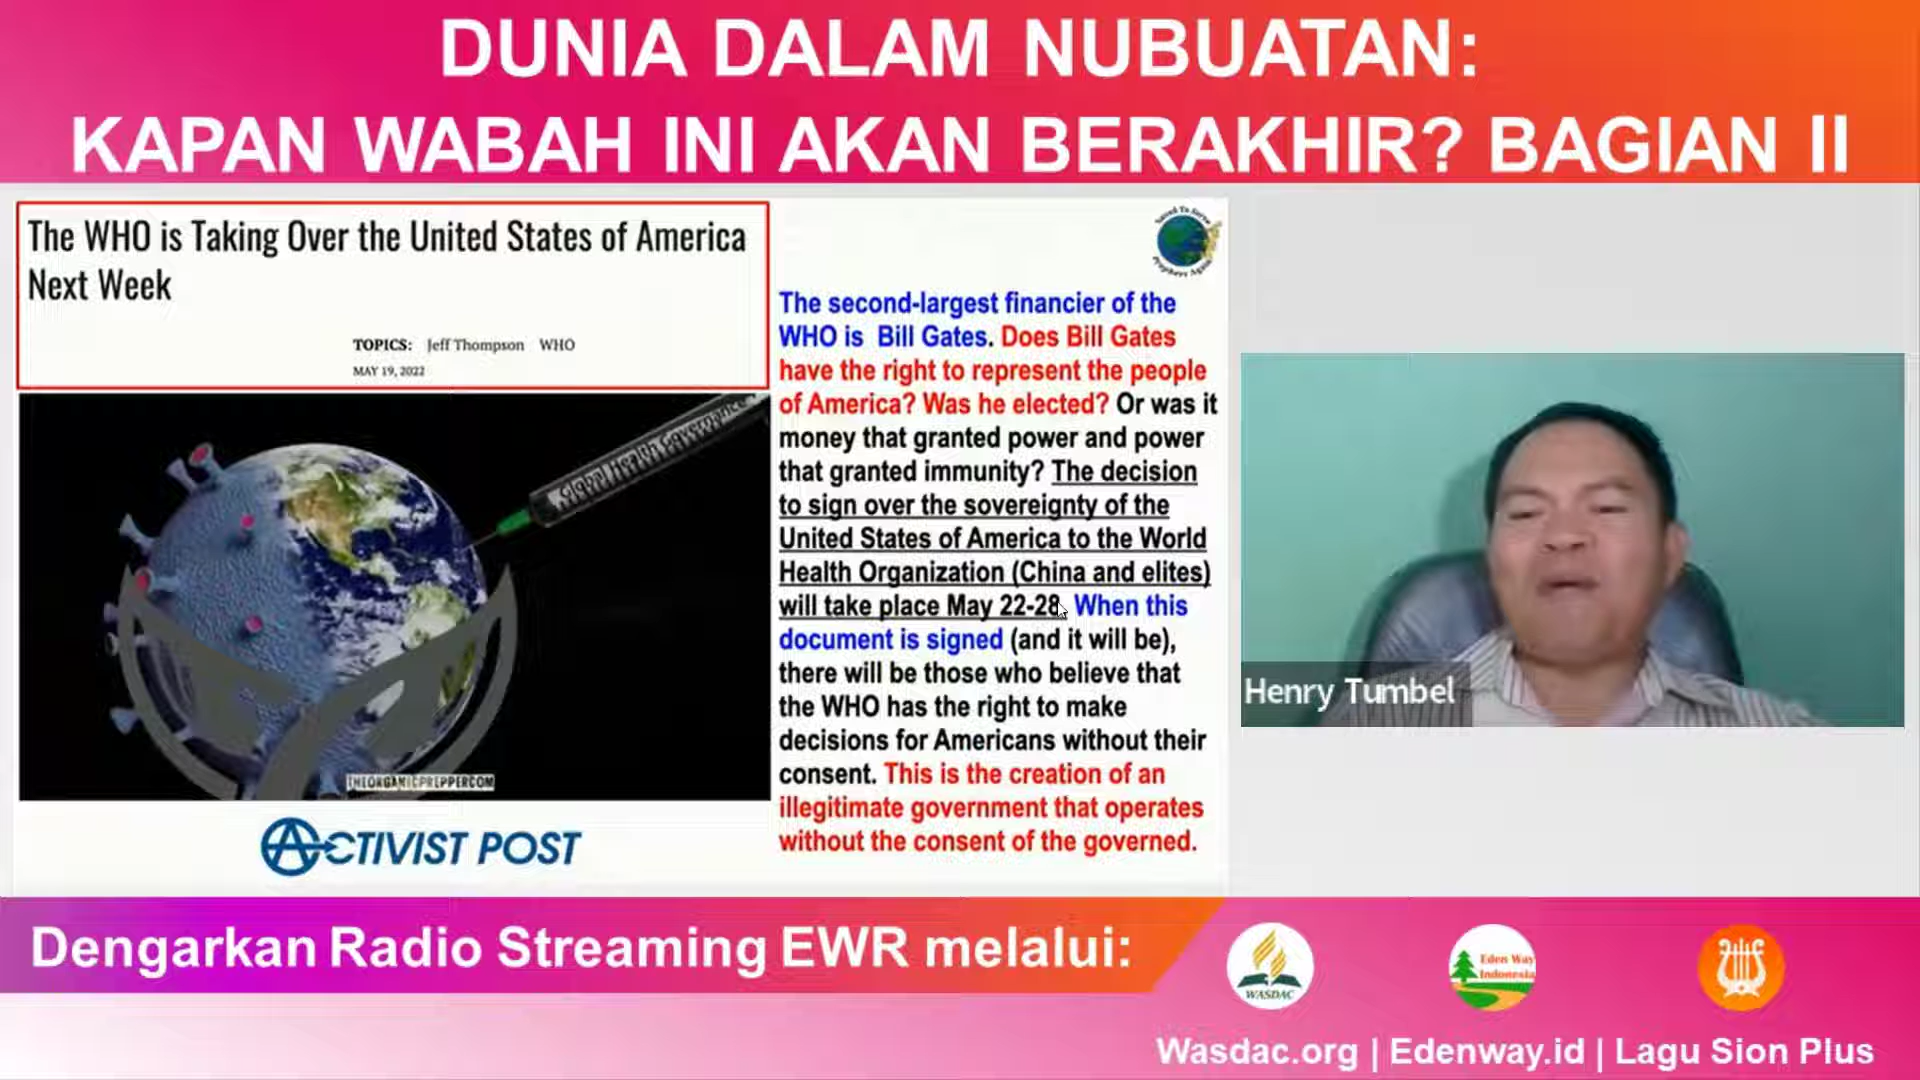 DUNIA DALAM NUBUATAN:
KAPAN WABAH INI AKAN BERAKHIR? BAGIAN II
The WHO is Taking Over the United States of America
Next Week
TOPICS: Jeff Thompson WHO
MAY 19, 2022
Global Health Governance
THEORGANICPREPPER.COM
ACTIVIST POST
The second-largest financier of the
WHO is Bill Gates. Does Bill Gates
have the right to represent the people
of America? Was he elected? Or was it
money that granted power and power
that granted immunity? The decision
to sign over the sovereignty of the
United States of America to the World
Health Organization (China and elites)
will take place May 22-28. When this
document is signed (and it will be),
there will be those who believe that
the WHO has the right to make
decisions for Americans without their
consent. This is the creation of an
illegitimate government that operates
without the consent of the governed.
Henry Tumbel
Dengarkan Radio Streaming EWR melalui:
WASDAC
Eden Way
Indonesia
Wasdac.org | Edenway.id | Lagu Sion Plus